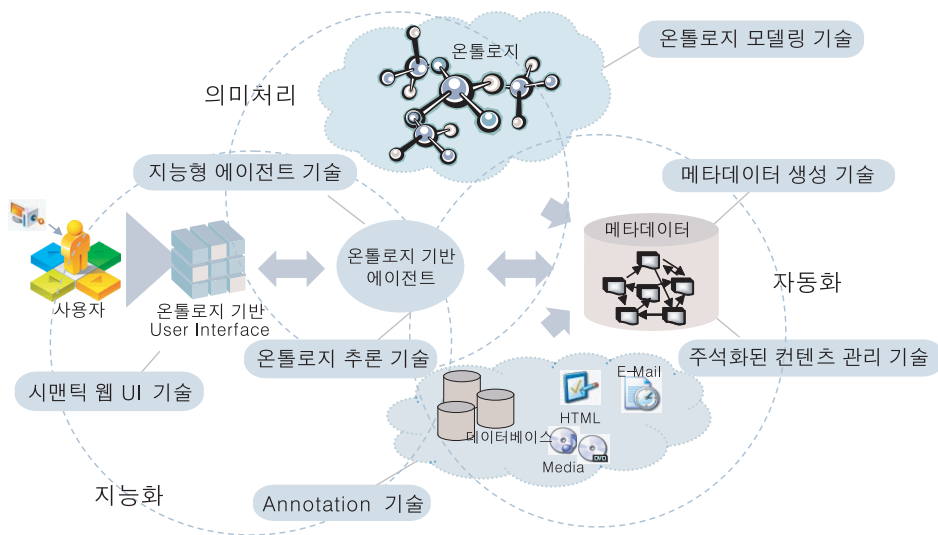 온톨로지
온톨로지 모델링 기술
의미처리
지능형 에이전트 기술
메타데이터 생성 기술
메타데이터
온톨로지 기반
에이전트
자동화
사용자
온톨로지 기반
User Interface
온톨로지 추론 기술
주석화된 컨텐츠 관리 기술
시맨틱 웹 UI 기술
E-Mail
HTML
데이터베이스
Media
DVD
지능화
Annotation 기술